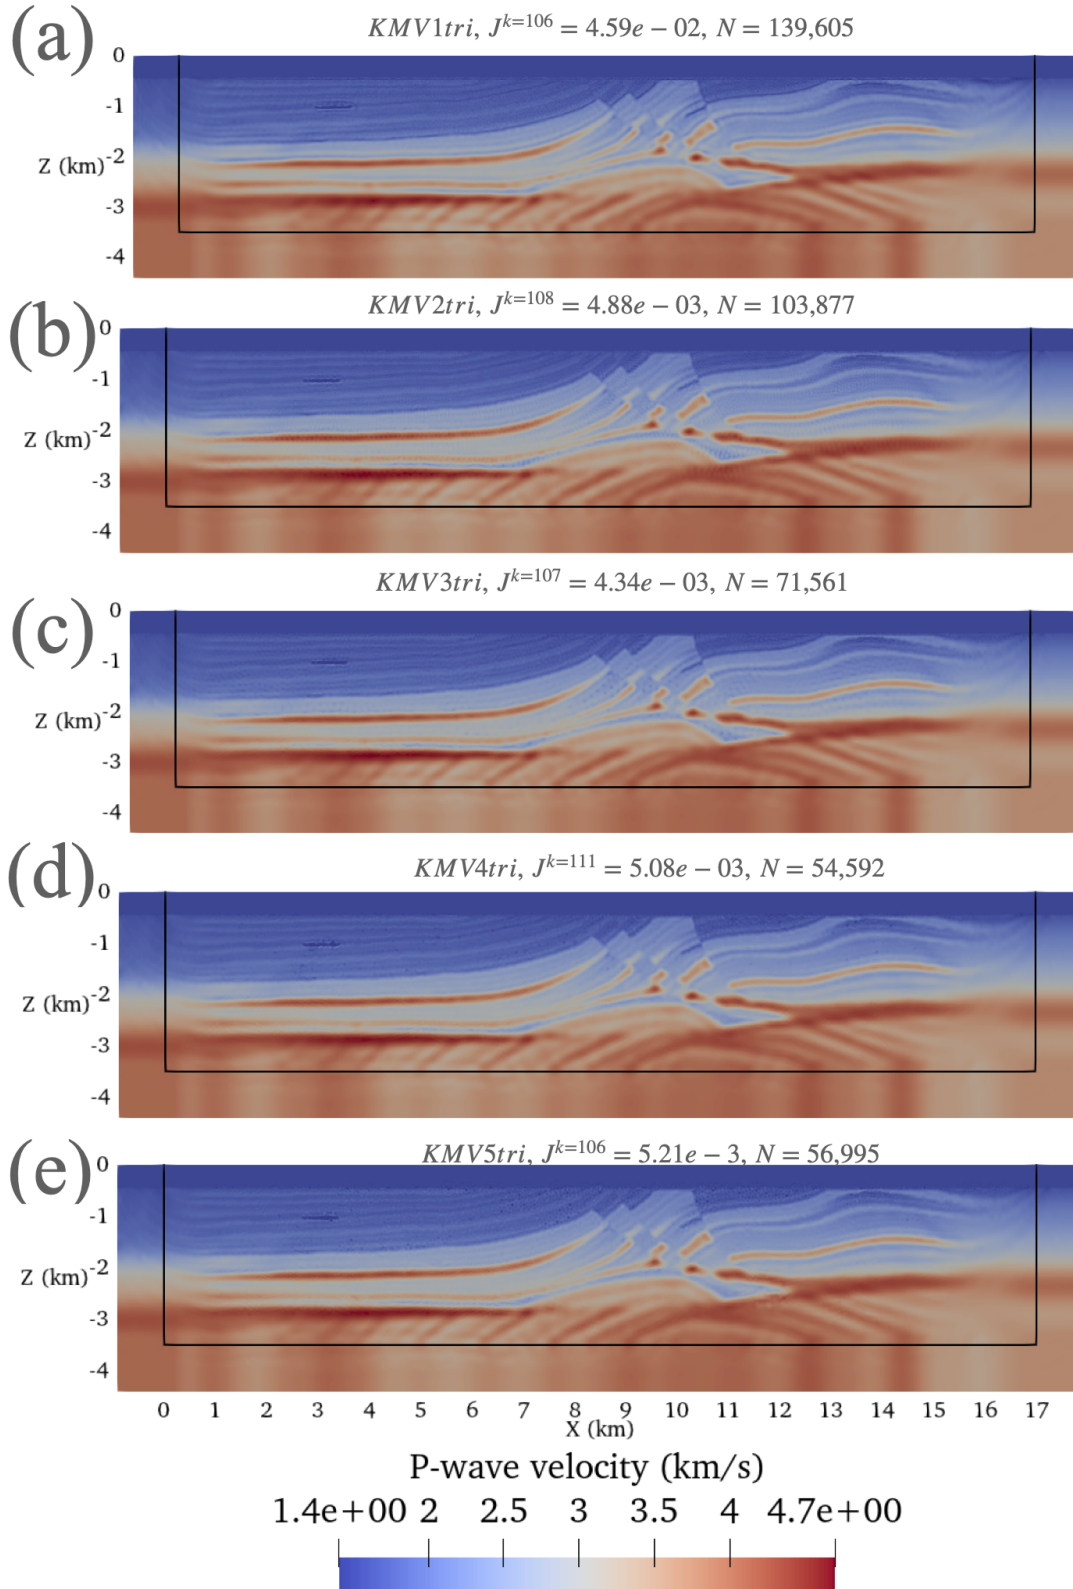 (a)
KMV1tri, J^{k=106} = 4.59e − 02, N = 139,605
0
-1
Z (km) -2
-3
-4
(b)
KMV2tri, J^{k=108} = 4.88e − 03, N = 103,877
0
-1
Z (km) -2
-3
-4
(c)
KMV3tri, J^{k=107} = 4.34e − 03, N = 71,561
0
-1
Z (km) -2
-3
-4
(d)
KMV4tri, J^{k=111} = 5.08e − 03, N = 54,592
0
-1
Z (km) -2
-3
-4
(e)
KMV5tri, J^{k=106} = 5.21e − 3, N = 56,995
0
-1
Z (km) -2
-3
-4
0 1 2 3 4 5 6 7 8 9 10 11 12 13 14 15 16 17
X (km)
P-wave velocity (km/s)
1.4e+00 2 2.5 3 3.5 4 4.7e+00